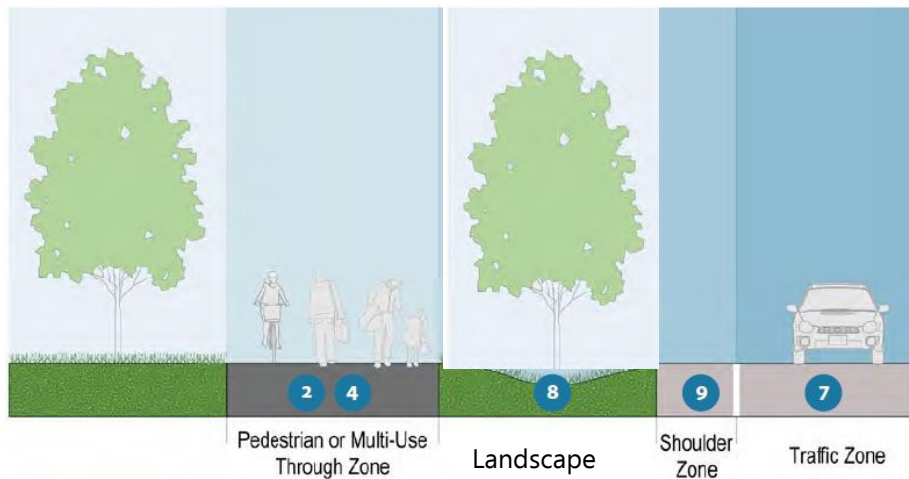 2 4 8 9 7
Pedestrian or Multi-Use
Through Zone
Landscape
Shoulder
Zone
Traffic Zone